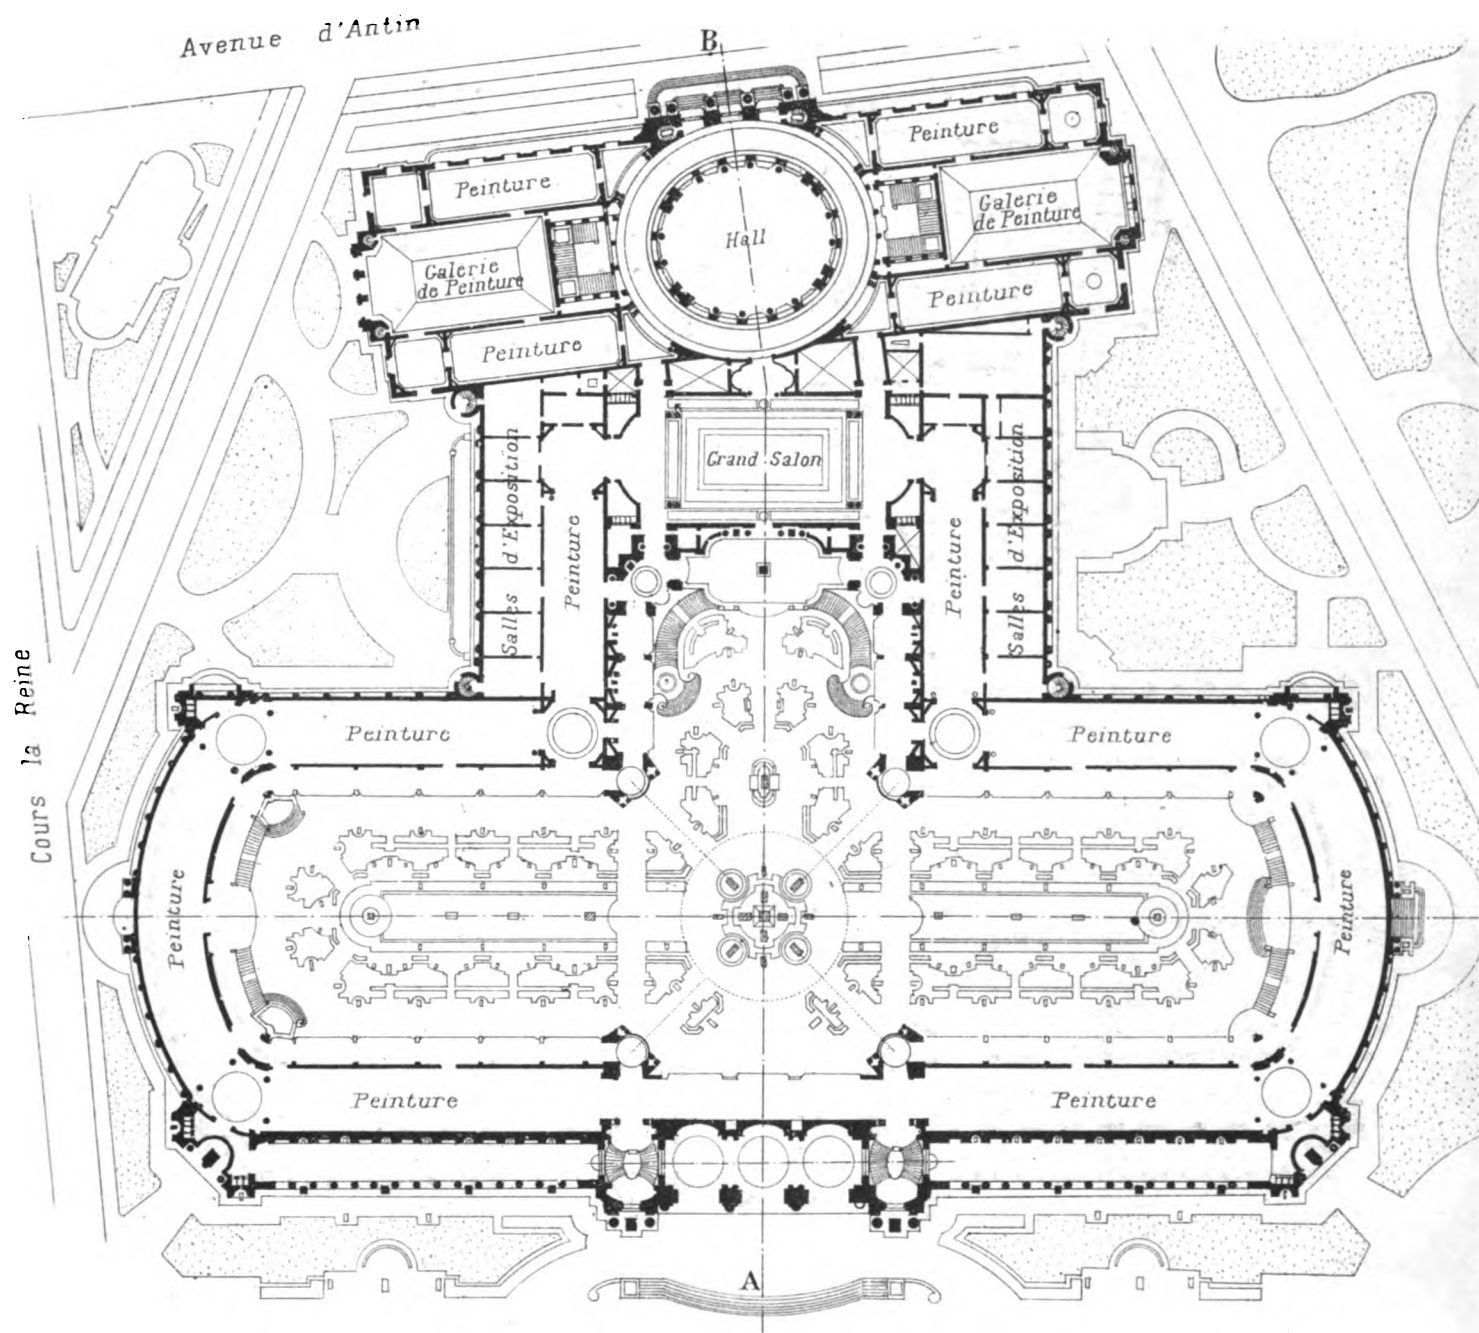 Avenue d'Antin
B
Peinture
Peinture
Galerie
de Peinture
Hall
Galerie
de Peinture
Peinture
Peinture
Grand Salon
Salles d'Exposition
Peinture
Peinture
Salles d'Exposition
Cours la Reine
Peinture
Peinture
Peinture
Peinture
Peinture
Peinture
A